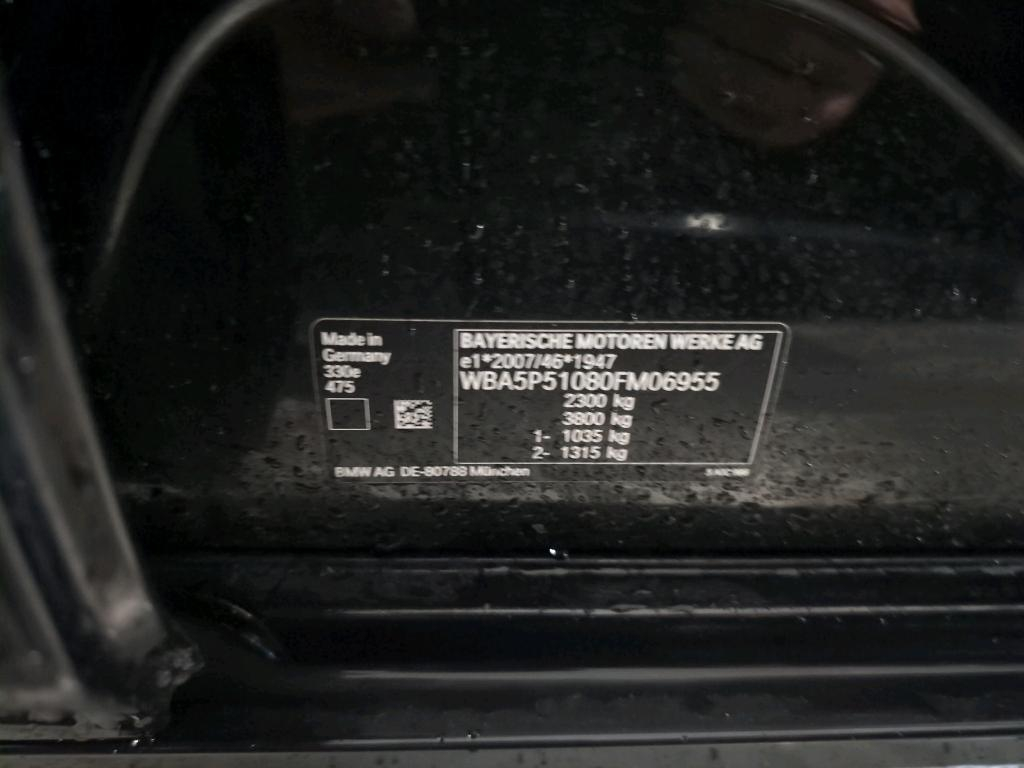 Made in
Germany
330e
475
BAYERISCHE MOTOREN WERKE AG
e1*2007/46*1947
WBA5P51080FM06955
2300 kg
3800 kg
1- 1035 kg
2- 1315 kg
BMW AG DE-80788 München